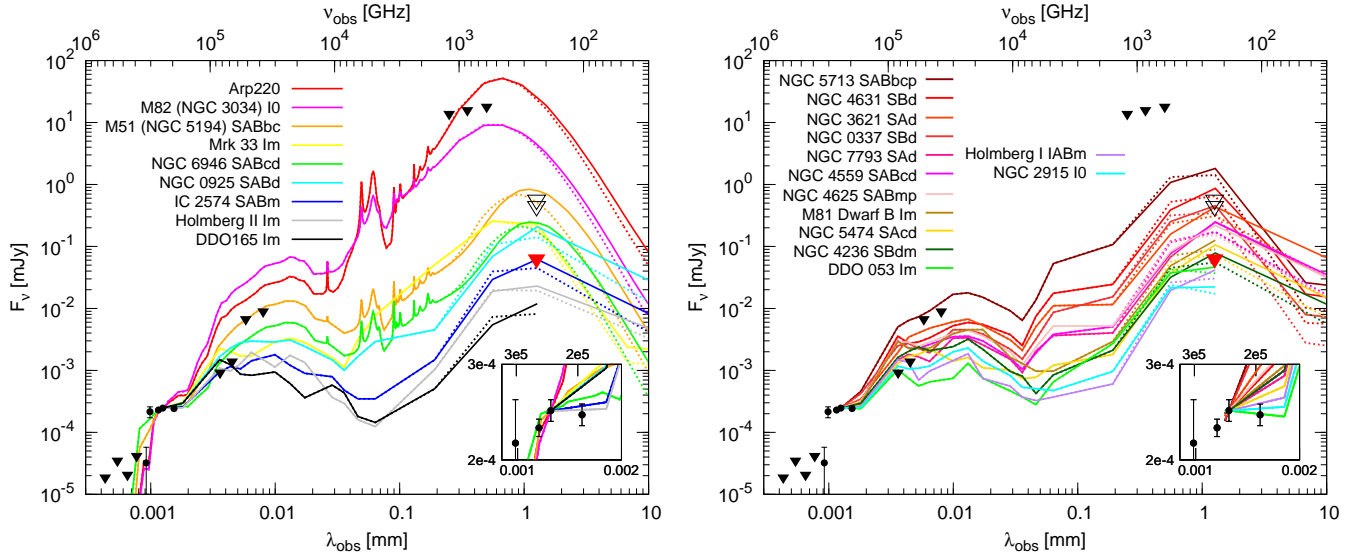 ν_obs [GHz]
10^6 10^5 10^4 10^3 10^2
10^2
10^1
10^0
10^-1
10^-2
10^-3
10^-4
10^-5
F_ν [mJy]
Arp220
M82 (NGC 3034) I0
M51 (NGC 5194) SABbc
Mrk 33 Im
NGC 6946 SABcd
NGC 0925 SABd
IC 2574 SABm
Holmberg II Im
DDO165 Im
3e-4
3e5 2e5
2e-4
0.001 0.002
0.001 0.01 0.1 1 10
λ_obs [mm]
ν_obs [GHz]
10^6 10^5 10^4 10^3 10^2
10^2
10^1
10^0
10^-1
10^-2
10^-3
10^-4
10^-5
F_ν [mJy]
NGC 5713 SABbcp
NGC 4631 SBd
NGC 3621 SAd
NGC 0337 SBd
NGC 7793 SAd
NGC 4559 SABcd
NGC 4625 SABmp
M81 Dwarf B Im
NGC 5474 SAcd
NGC 4236 SBdm
DDO 053 Im
Holmberg I IABm
NGC 2915 I0
3e-4
3e5 2e5
2e-4
0.001 0.002
0.001 0.01 0.1 1 10
λ_obs [mm]